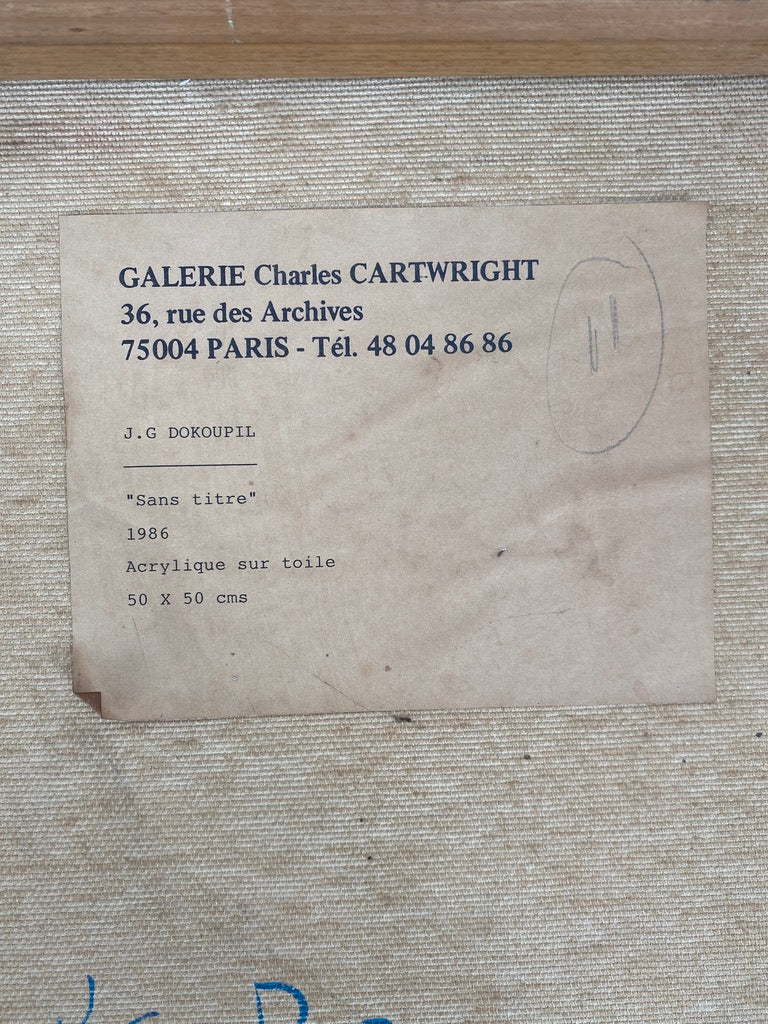 GALERIE Charles CARTWRIGHT
36, rue des Archives
75004 PARIS - Tél. 48 04 86 86
11
J.G DOKOUPIL
"Sans titre"
1986
Acrylique sur toile
50 X 50 cms